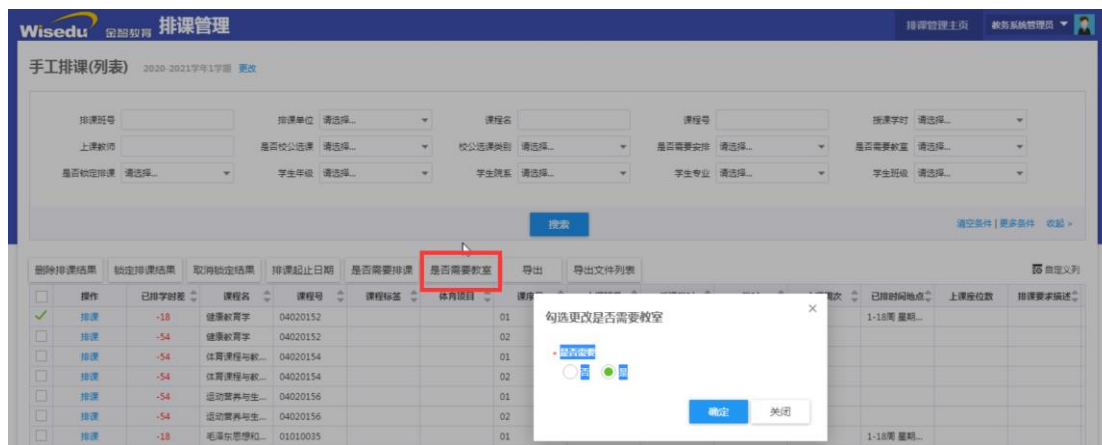 Wisedu 金智教育 排课管理 排课管理主页 教务系统管理员
手工排课(列表) 2020-2021学年1学期 更改
排课班号 排课单位 请选择... 课程名 课程号 授课学时 请选择...
上课教师 是否校公选课 请选择... 校公选课类别 请选择... 是否需要安排 请选择... 是否需要教室 请选择...
是否锁定排课 请选择... 学生年级 请选择... 学生院系 请选择... 学生专业 请选择... 学生班级 请选择...
搜索 清空条件 | 更多条件 收起
删除排课结果 锁定排课结果 取消锁定结果 排课起止日期 是否需要排课 是否需要教室 导出 导出文件列表 自定义列
操作 已排学时差 课程名 课程号 课程标签 体育项目 已排时间地点 上课座位数 排课要求描述
排课 -18 健康教育学 04020152 01 1-18周 星期...
排课 -54 健康教育学 04020152 02
排课 -54 体育课程与教... 04020154 01
排课 -54 体育课程与教... 04020154 02
排课 -54 运动营养与生... 04020156 01
排课 -54 运动营养与生... 04020156 02
排课 -18 毛泽东思想和... 01010035 01 1-18周 星期...
勾选更改是否需要教室 ×
* 是否需要
否 是
确定 关闭